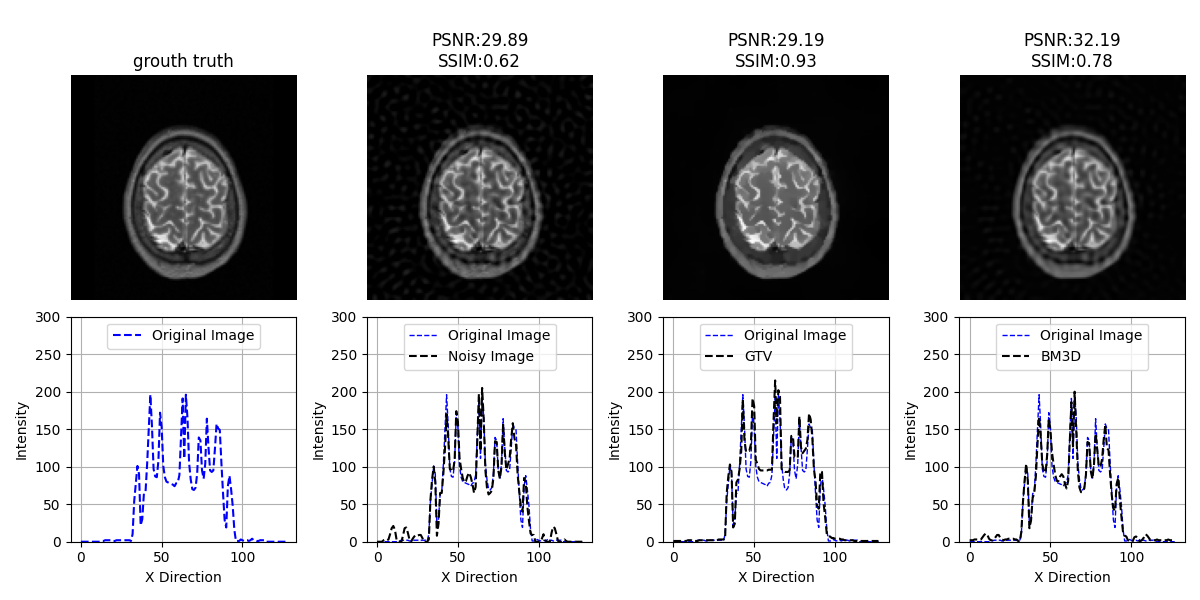 grouth truth
PSNR:29.89
SSIM:0.62
PSNR:29.19
SSIM:0.93
PSNR:32.19
SSIM:0.78
300
250
200
150
100
50
0
Intensity
Original Image
0
50
100
X Direction
300
250
200
150
100
50
0
Intensity
Original Image
Noisy Image
0
50
100
X Direction
300
250
200
150
100
50
0
Intensity
Original Image
GTV
0
50
100
X Direction
300
250
200
150
100
50
0
Intensity
Original Image
BM3D
0
50
100
X Direction